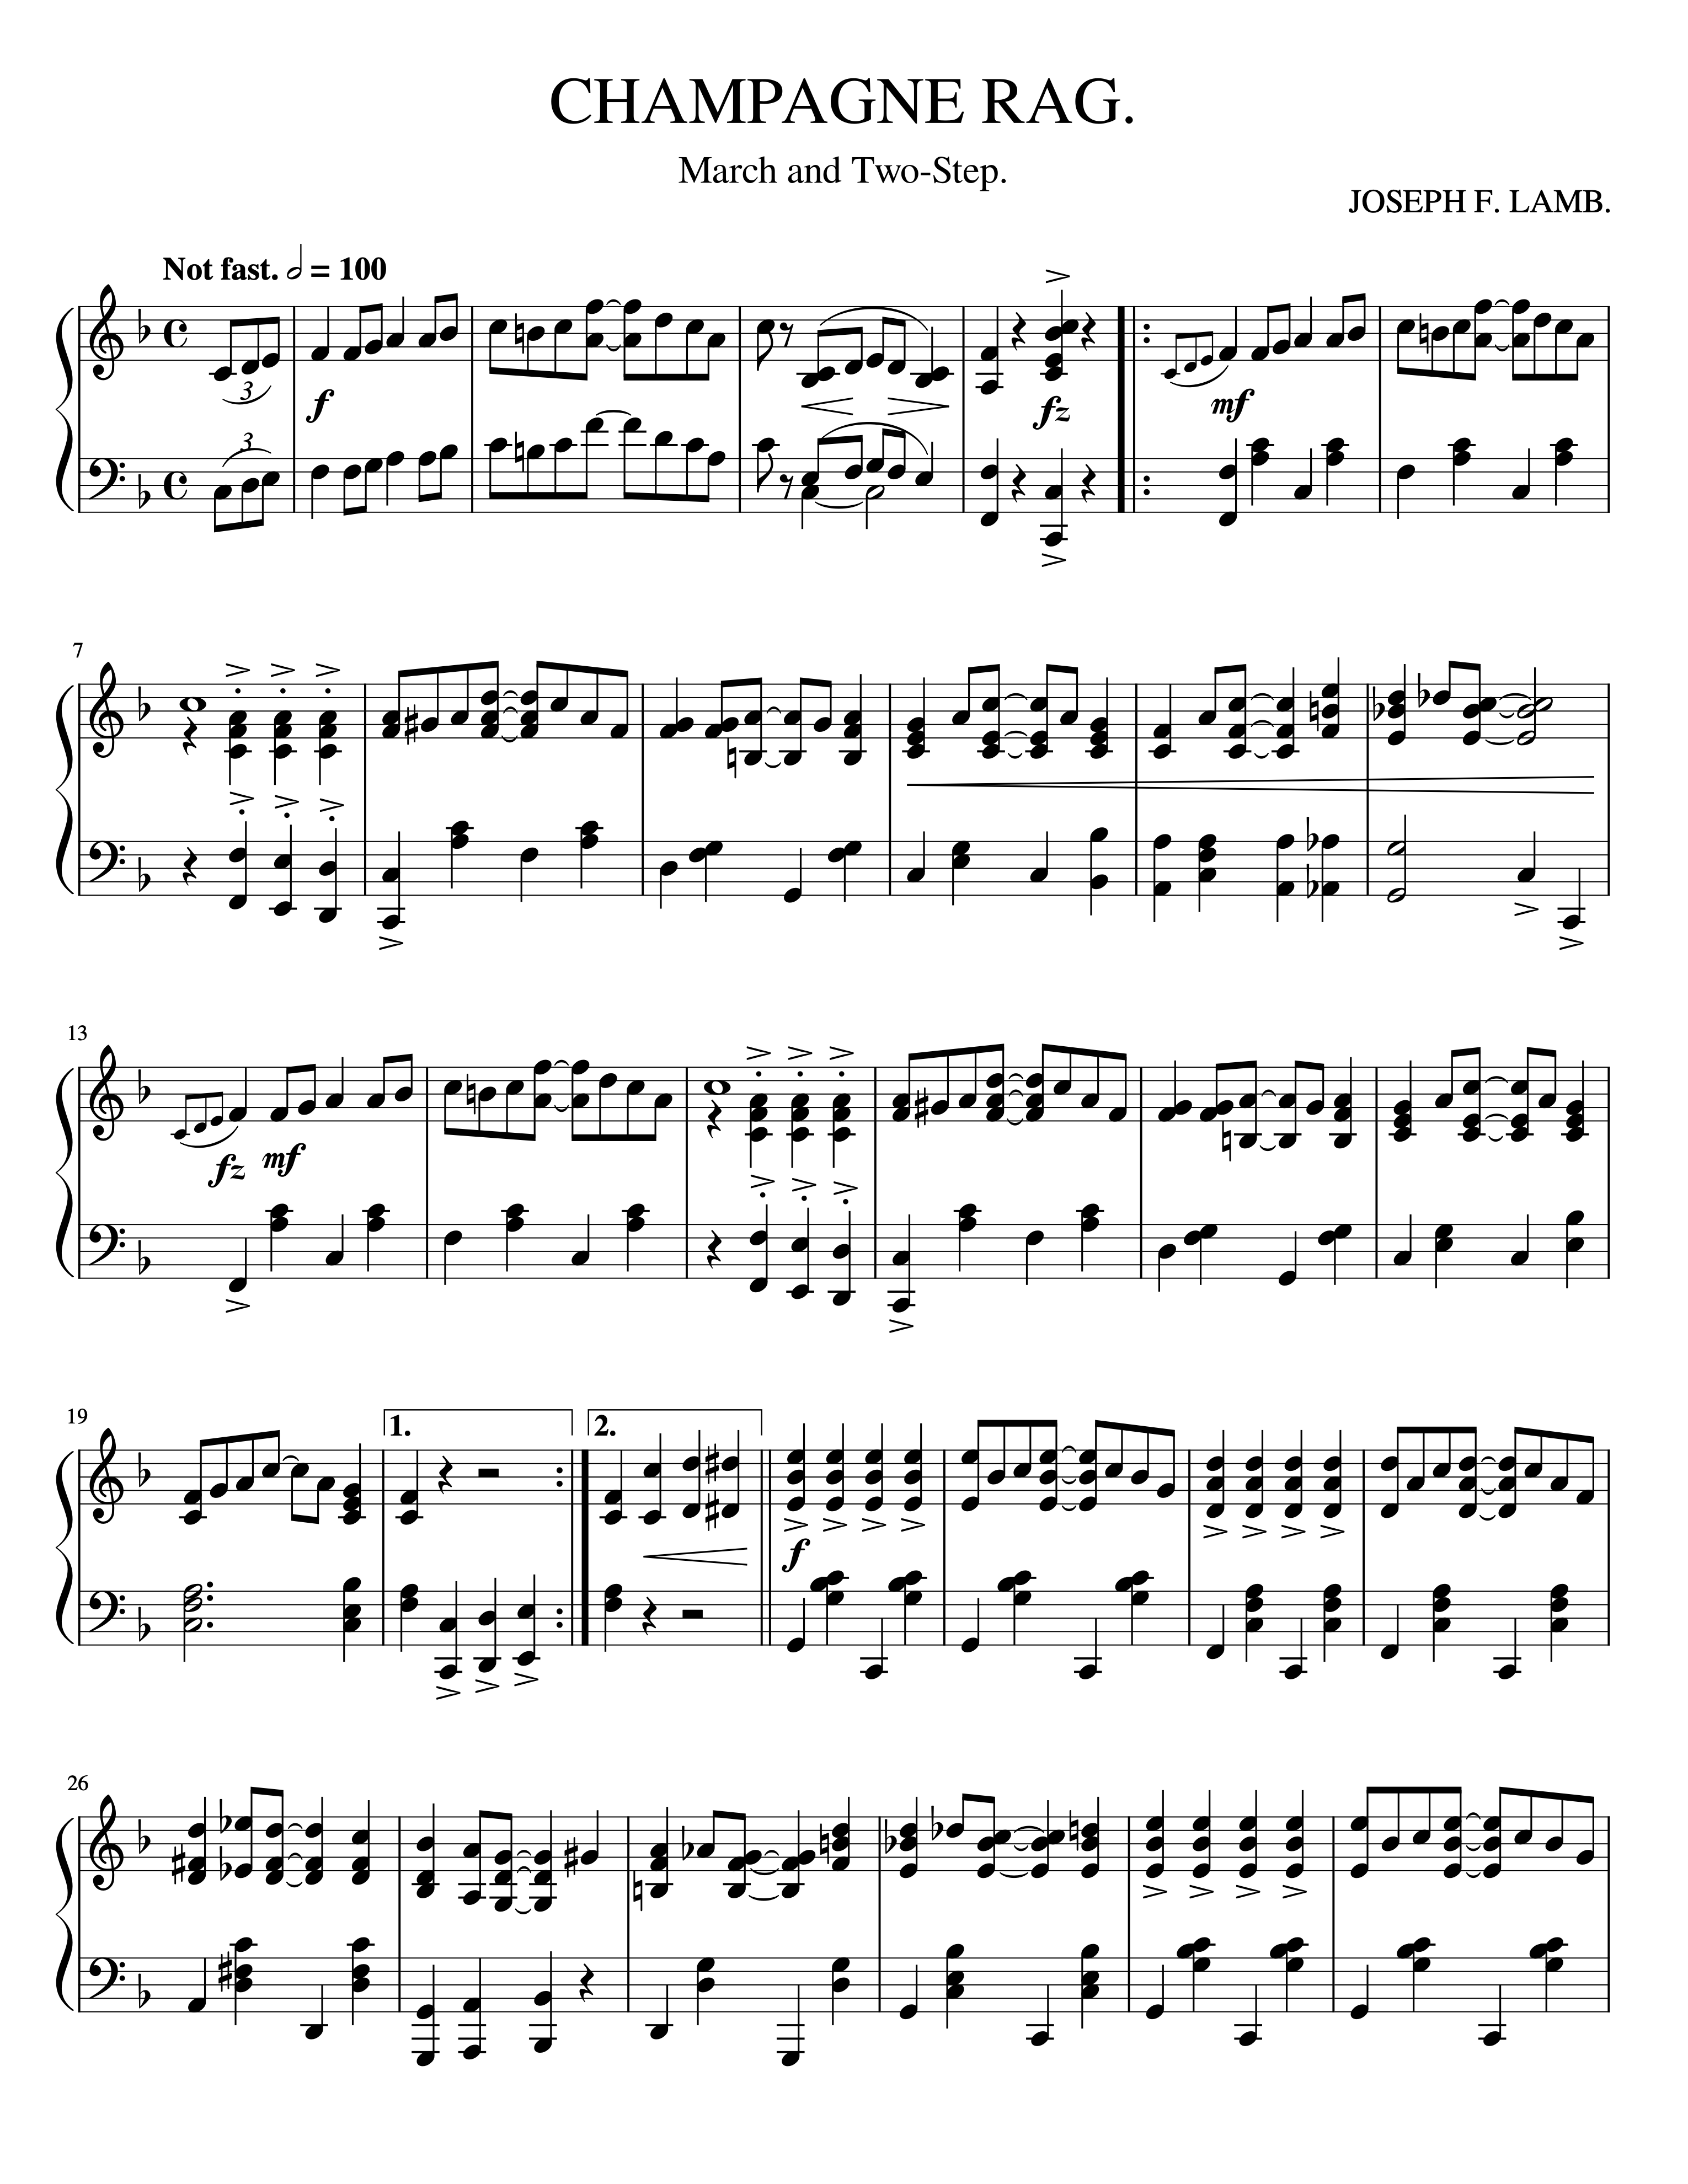 CHAMPAGNE RAG.
March and Two-Step.
JOSEPH F. LAMB.
Not fast. 𝅗𝅥 = 100
3
f
3
fz
mf
7
13
fz mf
19
1.
2.
f
26